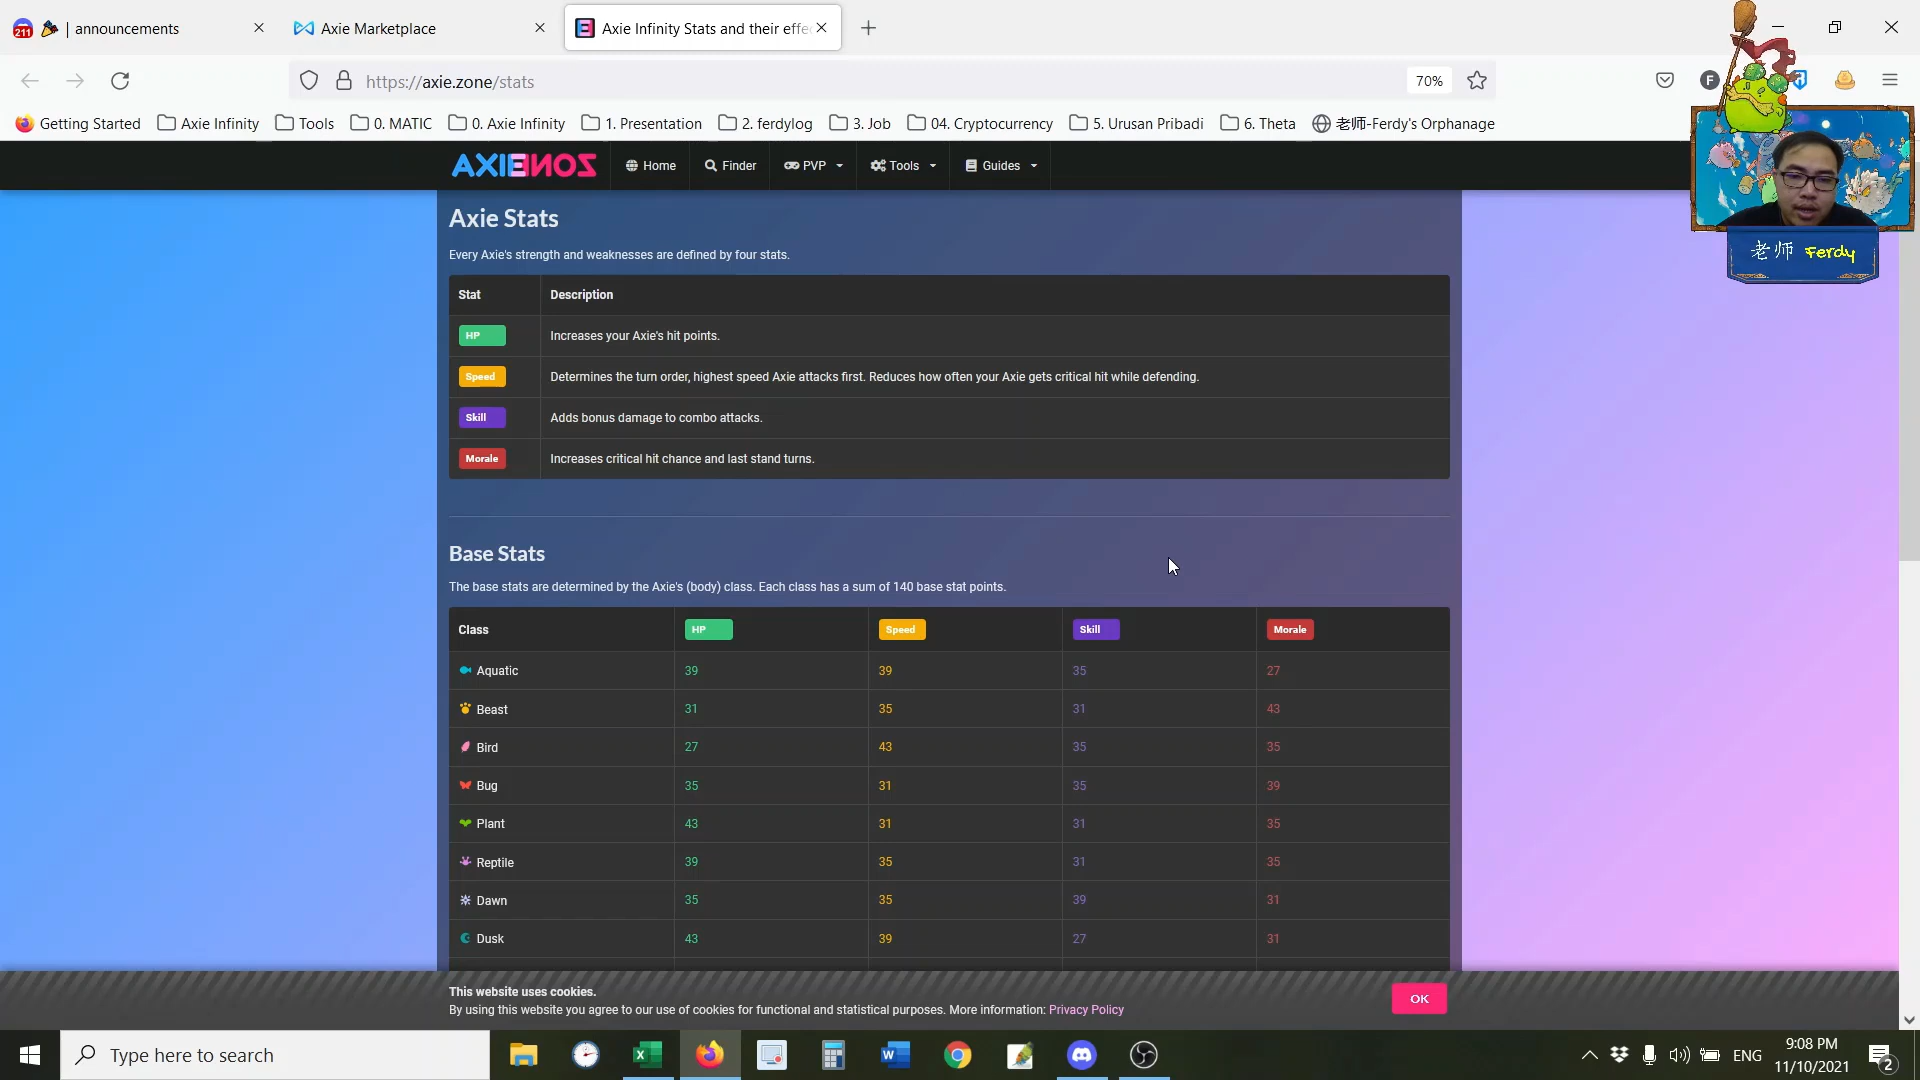 211 | announcements
Axie Marketplace
Axie Infinity Stats and their effe
https://axie.zone/stats
70%
F
Getting Started
Axie Infinity
Tools
0. MATIC
0. Axie Infinity
1. Presentation
2. ferdylog
3. Job
04. Cryptocurrency
5. Urusan Pribadi
6. Theta
老师-Ferdy's Orphanage
AXIE ZONE
Home
Finder
PVP
Tools
Guides
老师 Ferdy
Axie Stats
Every Axie's strength and weaknesses are defined by four stats.
Stat Description
HP Increases your Axie's hit points.
Speed Determines the turn order, highest speed Axie attacks first. Reduces how often your Axie gets critical hit while defending.
Skill Adds bonus damage to combo attacks.
Morale Increases critical hit chance and last stand turns.
Base Stats
The base stats are determined by the Axie's (body) class. Each class has a sum of 140 base stat points.
Class HP Speed Skill Morale
Aquatic 39 39 35 27
Beast 31 35 31 43
Bird 27 43 35 35
Bug 35 31 35 39
Plant 43 31 31 35
Reptile 39 35 31 35
Dawn 35 35 39 31
Dusk 43 39 27 31
This website uses cookies.
By using this website you agree to our use of cookies for functional and statistical purposes. More information: Privacy Policy
OK
Type here to search
ENG
9:08 PM
11/10/2021
2